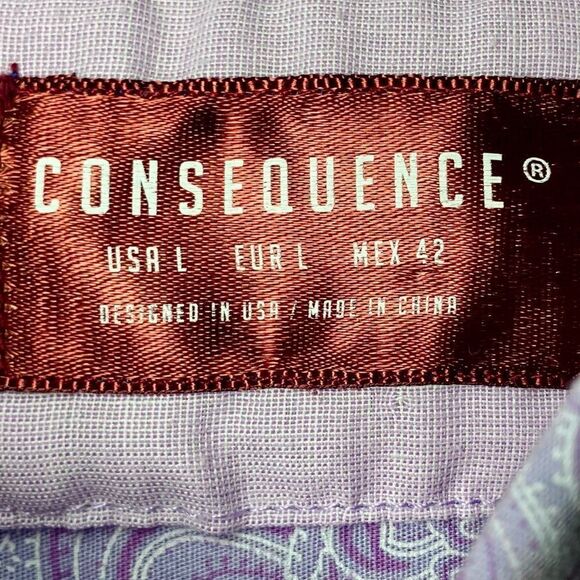 CONSEQUENCE®
USA L EUR L MEX 42
DESIGNED IN USA / MADE IN CHINA